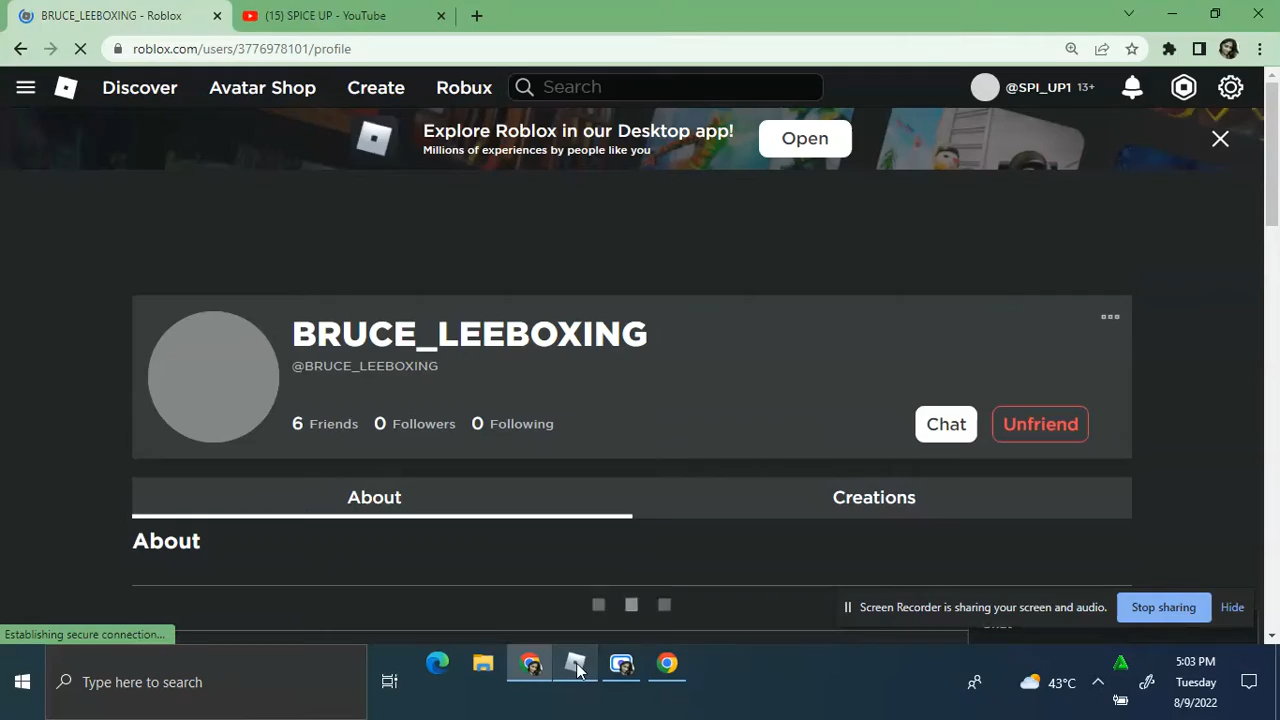 BRUCE_LEEBOXING - Roblox
(15) SPICE UP - YouTube
roblox.com/users/3776978101/profile
Discover Avatar Shop Create Robux Search @SPI_UP1 13+
Explore Roblox in our Desktop app!
Millions of experiences by people like you
Open
BRUCE_LEEBOXING
@BRUCE_LEEBOXING
6 Friends 0 Followers 0 Following
Chat Unfriend
About Creations
About
Screen Recorder is sharing your screen and audio. Stop sharing Hide
Establishing secure connection...
Type here to search
43°C
5:03 PM
Tuesday
8/9/2022